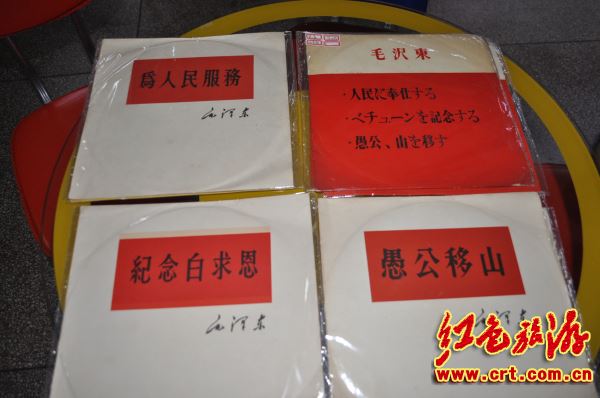 為人民服務
毛泽东
毛沢東
・人民に奉仕する
・ベチューンを記念する
・愚公、山を移す
紀念白求恩
毛泽东
愚公移山
毛泽东
红色旅游
www.crt.com.cn